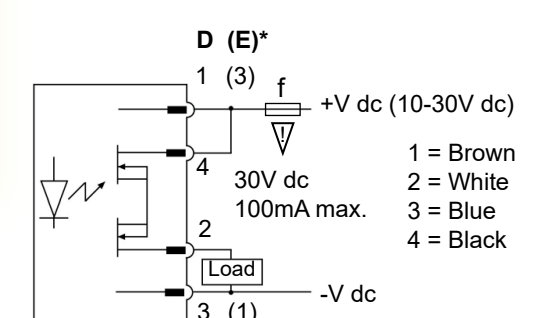 D (E)*
1 (3)
f
+V dc (10-30V dc)
!
4
30V dc
100mA max.
1 = Brown
2 = White
3 = Blue
4 = Black
2
Load
-V dc
3 (1)